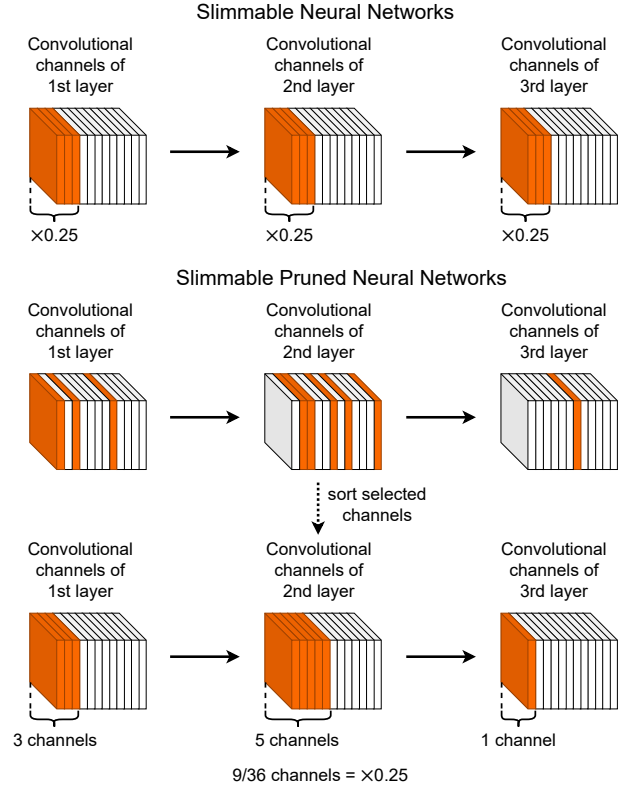 Slimmable Neural Networks
Convolutional channels of 1st layer
Convolutional channels of 2nd layer
Convolutional channels of 3rd layer
×0.25
×0.25
×0.25
Slimmable Pruned Neural Networks
Convolutional channels of 1st layer
Convolutional channels of 2nd layer
Convolutional channels of 3rd layer
sort selected
channels
Convolutional channels of 1st layer
Convolutional channels of 2nd layer
Convolutional channels of 3rd layer
3 channels
5 channels
1 channel
9/36 channels = ×0.25